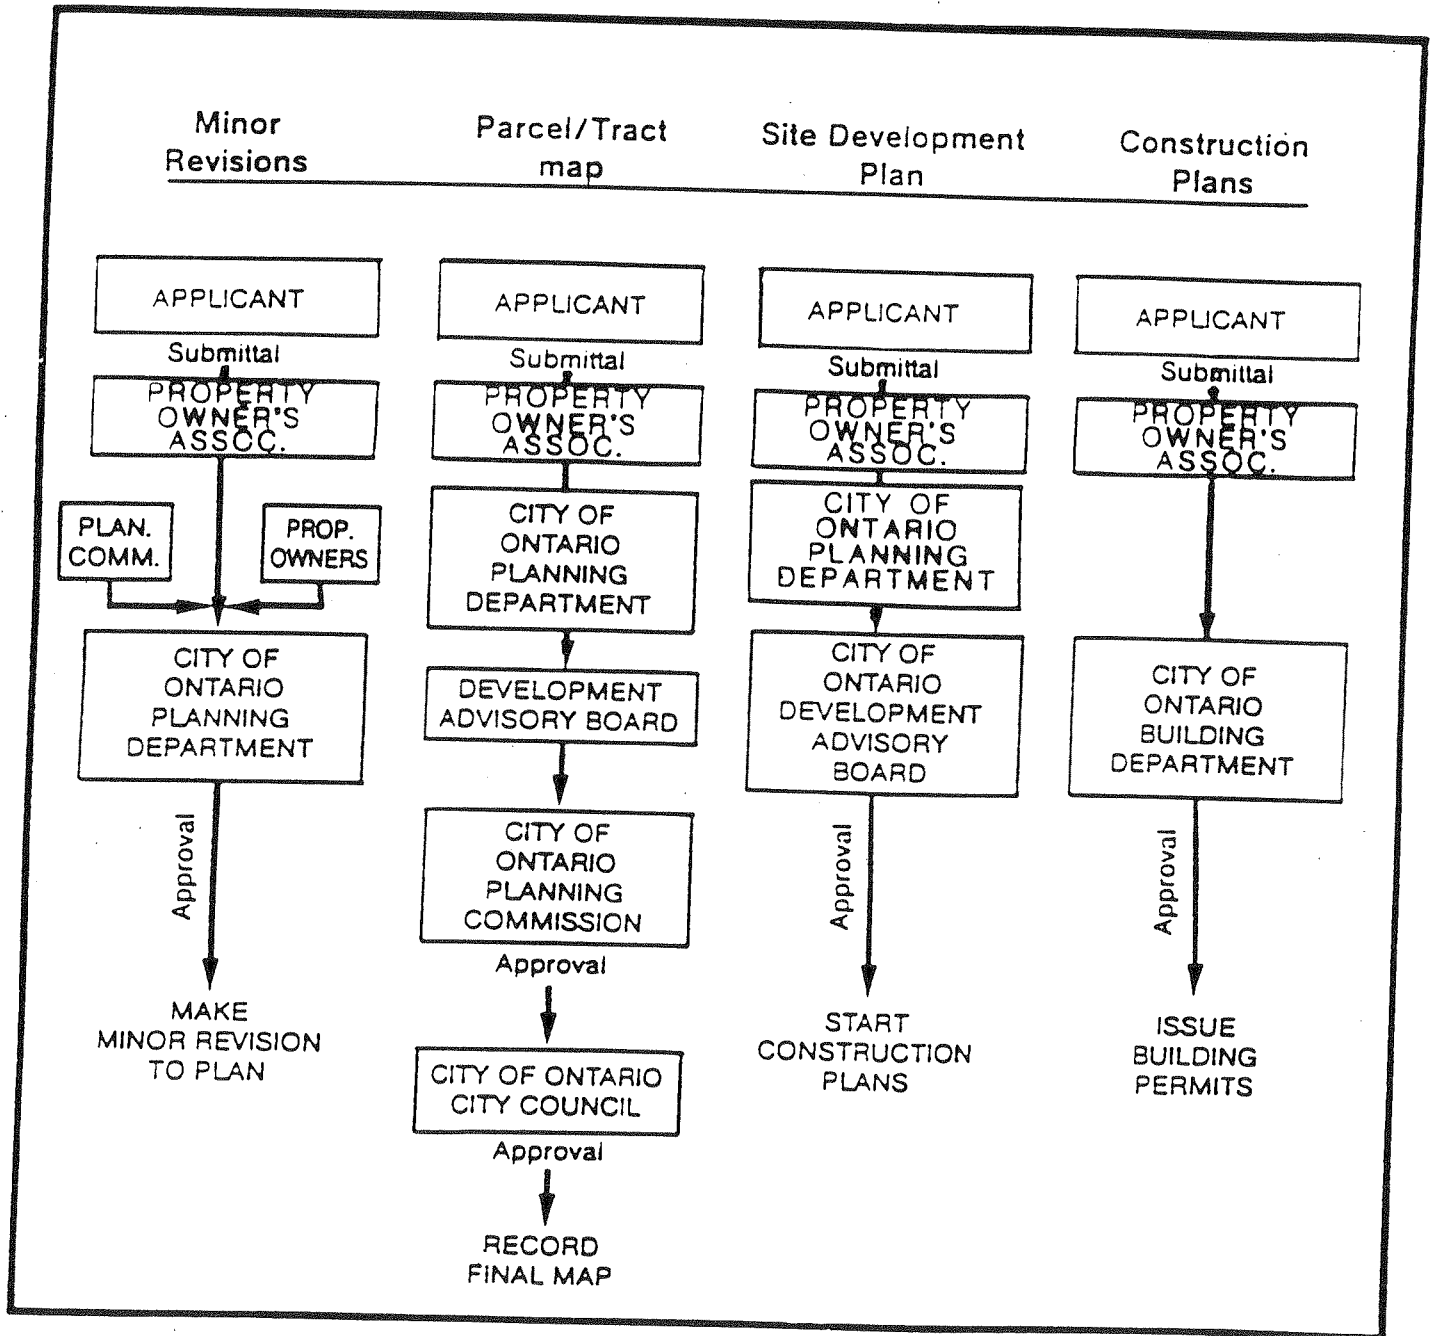 Minor
Revisions
Parcel/Tract
map
Site Development
Plan
Construction
Plans
APPLICANT
Submittal
PROPERTY
OWNER'S
ASSOC.
PLAN.
COMM.
PROP.
OWNERS
CITY OF
ONTARIO
PLANNING
DEPARTMENT
Approval
MAKE
MINOR REVISION
TO PLAN
APPLICANT
Submittal
PROPERTY
OWNER'S
ASSOC.
CITY OF
ONTARIO
PLANNING
DEPARTMENT
DEVELOPMENT
ADVISORY BOARD
CITY OF
ONTARIO
PLANNING
COMMISSION
Approval
CITY OF ONTARIO
CITY COUNCIL
Approval
RECORD
FINAL MAP
APPLICANT
Submittal
PROPERTY
OWNER'S
ASSOC.
CITY OF
ONTARIO
PLANNING
DEPARTMENT
CITY OF
ONTARIO
DEVELOPMENT
ADVISORY
BOARD
Approval
START
CONSTRUCTION
PLANS
APPLICANT
Submittal
PROPERTY
OWNER'S
ASSOC.
CITY OF
ONTARIO
BUILDING
DEPARTMENT
Approval
ISSUE
BUILDING
PERMITS